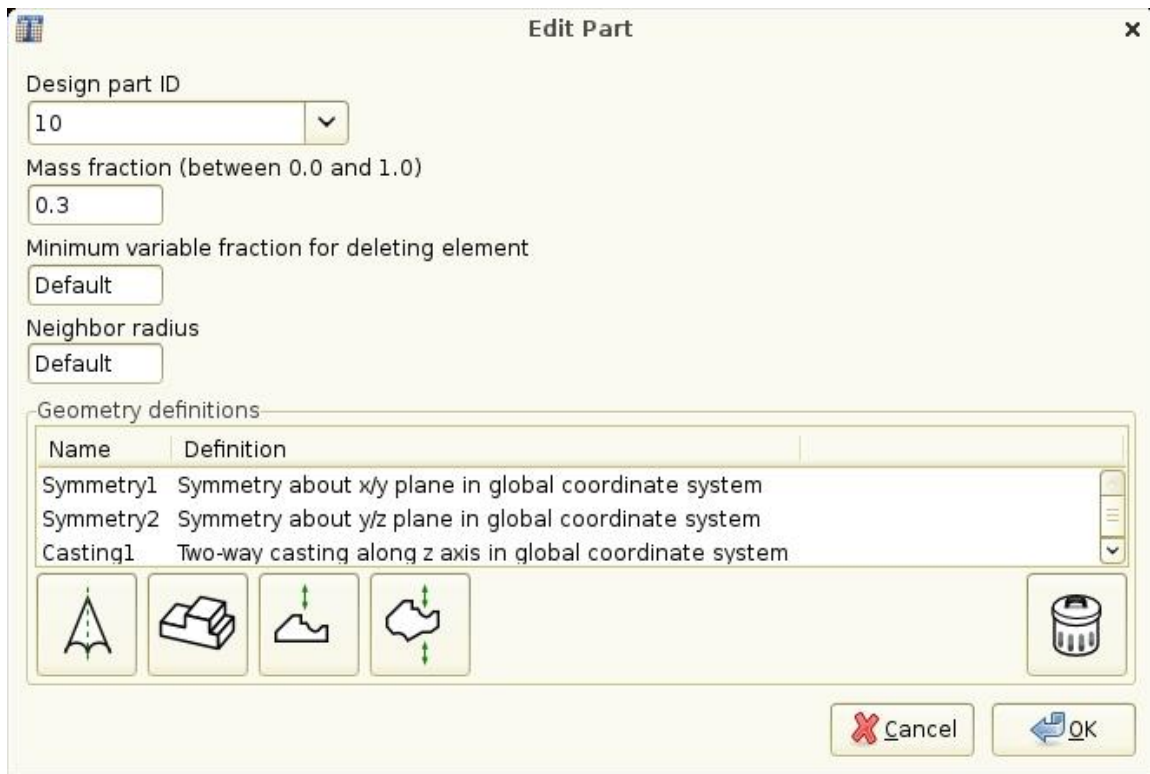 Edit Part
Design part ID
10
Mass fraction (between 0.0 and 1.0)
0.3
Minimum variable fraction for deleting element
Default
Neighbor radius
Default
Geometry definitions
Name Definition
Symmetry1 Symmetry about x/y plane in global coordinate system
Symmetry2 Symmetry about y/z plane in global coordinate system
Casting1 Two-way casting along z axis in global coordinate system
Cancel OK